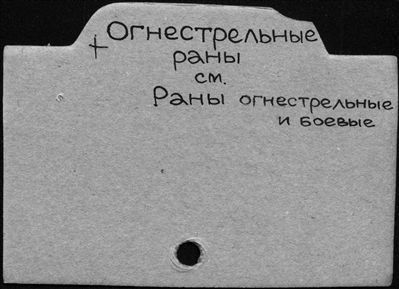 + Огнестрельные
раны
см.
Раны огнестрельные
и боевые